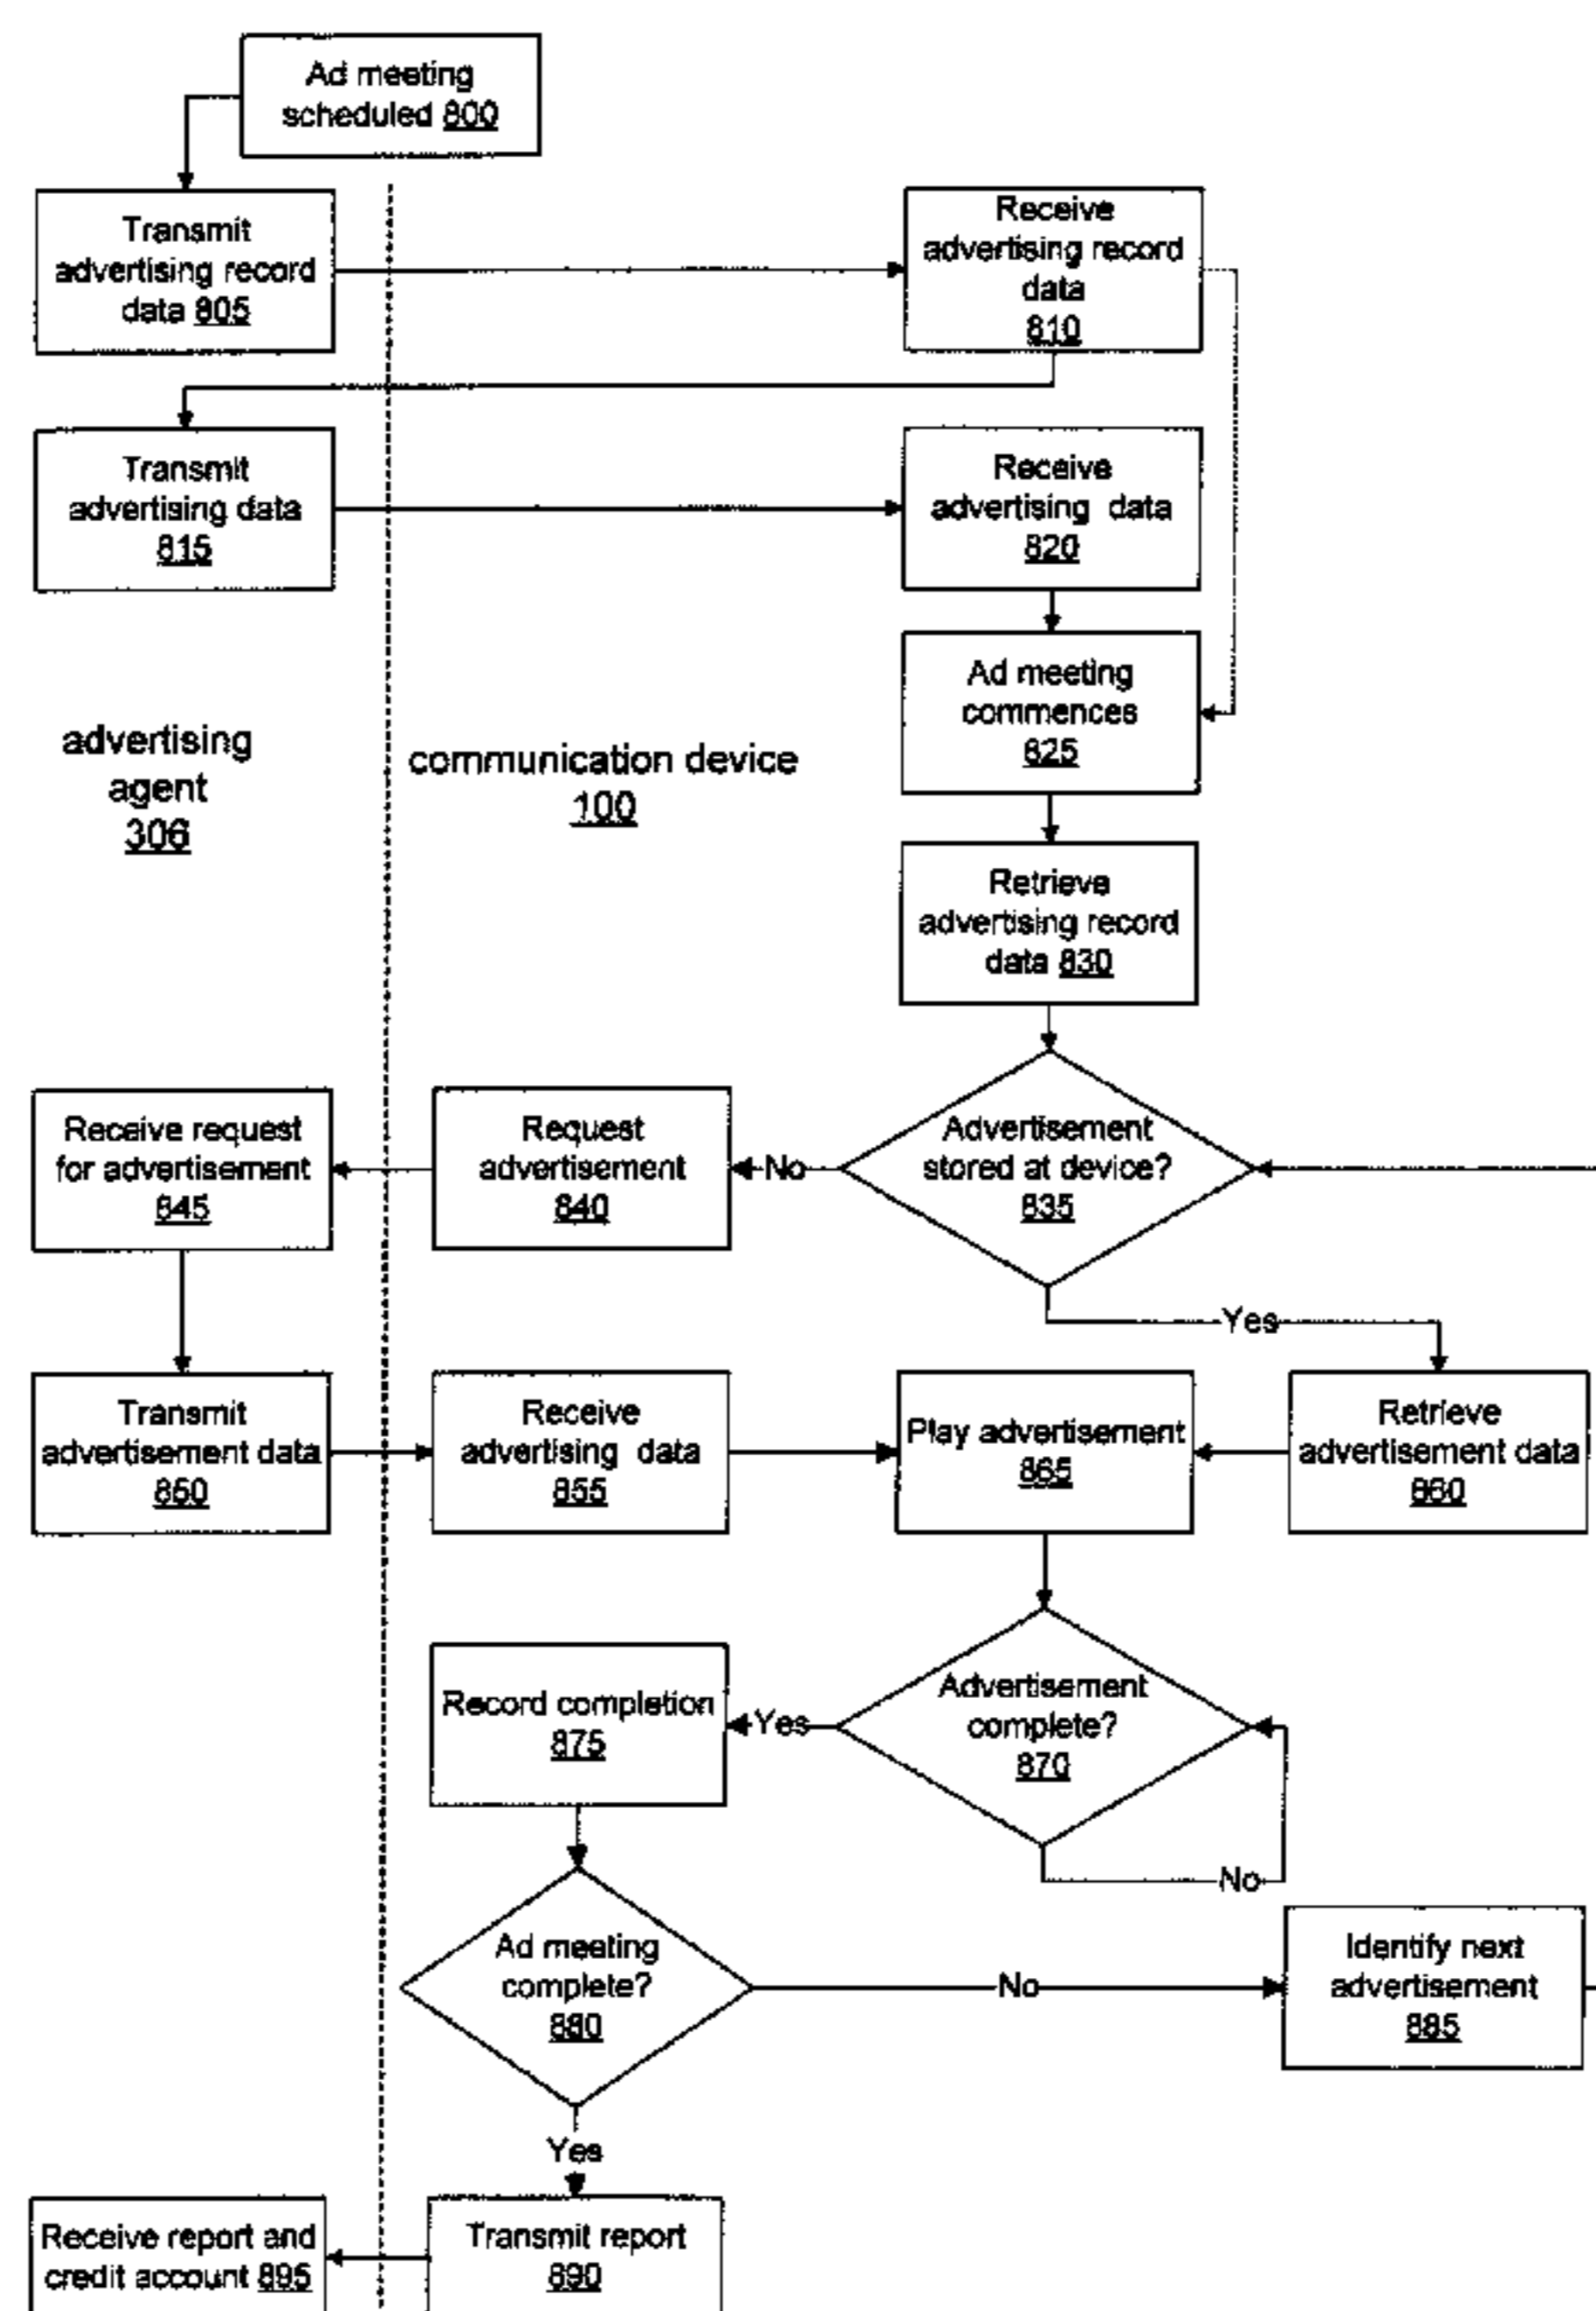 Ad meeting
scheduled 800
Transmit
advertising record
data 805
Receive
advertising record
data
810
Transmit
advertising data
815
Receive
advertising data
820
Ad meeting
commences
825
advertising
agent
306
communication device
100
Retrieve
advertising record
data 830
Receive request
for advertisement
845
Request
advertisement
840
No
Advertisement
stored at device?
835
Yes
Transmit
advertisement data
850
Receive
advertising data
855
Play advertisement
865
Retrieve
advertisement data
860
Record completion
875
Yes
Advertisement
complete?
870
No
Ad meeting
complete?
880
No
Identify next
advertisement
885
Yes
Receive report and
credit account 895
Transmit report
890